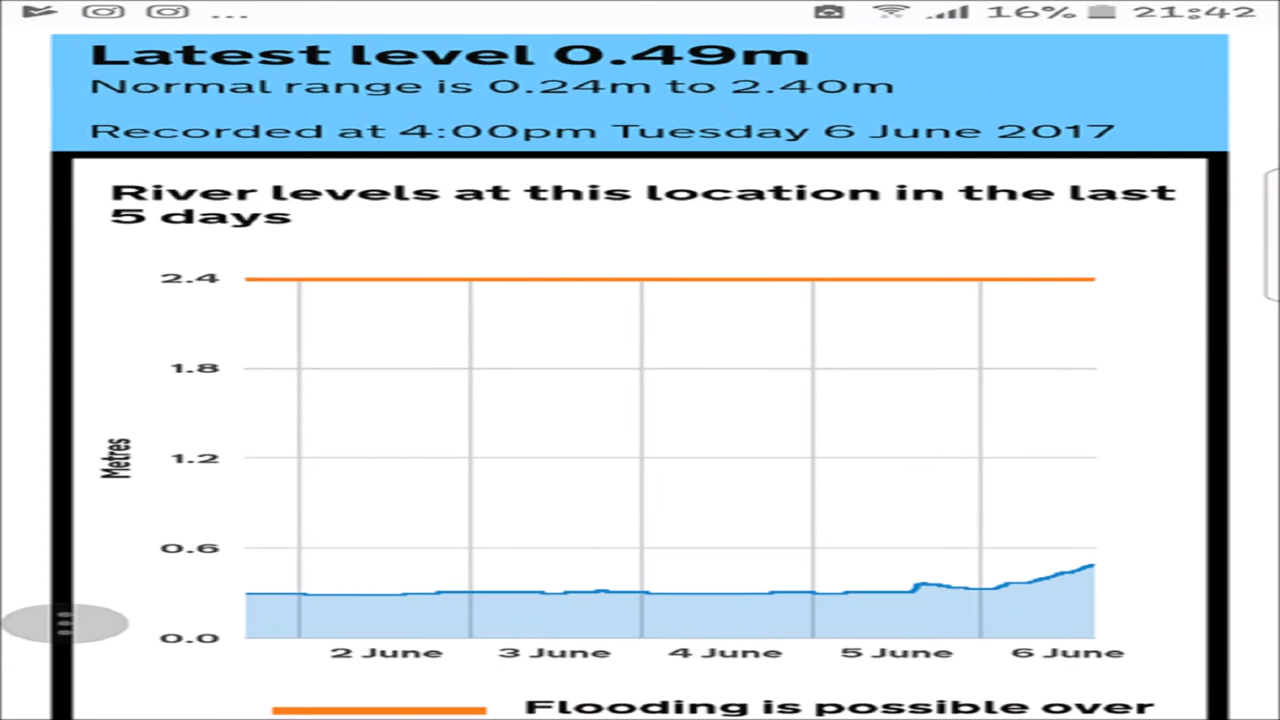 16% 21:42
Latest level 0.49m
Normal range is 0.24m to 2.40m
Recorded at 4:00pm Tuesday 6 June 2017
River levels at this location in the last
5 days
2.4
1.8
Metres
1.2
0.6
0.0
2 June 3 June 4 June 5 June 6 June
Flooding is possible over